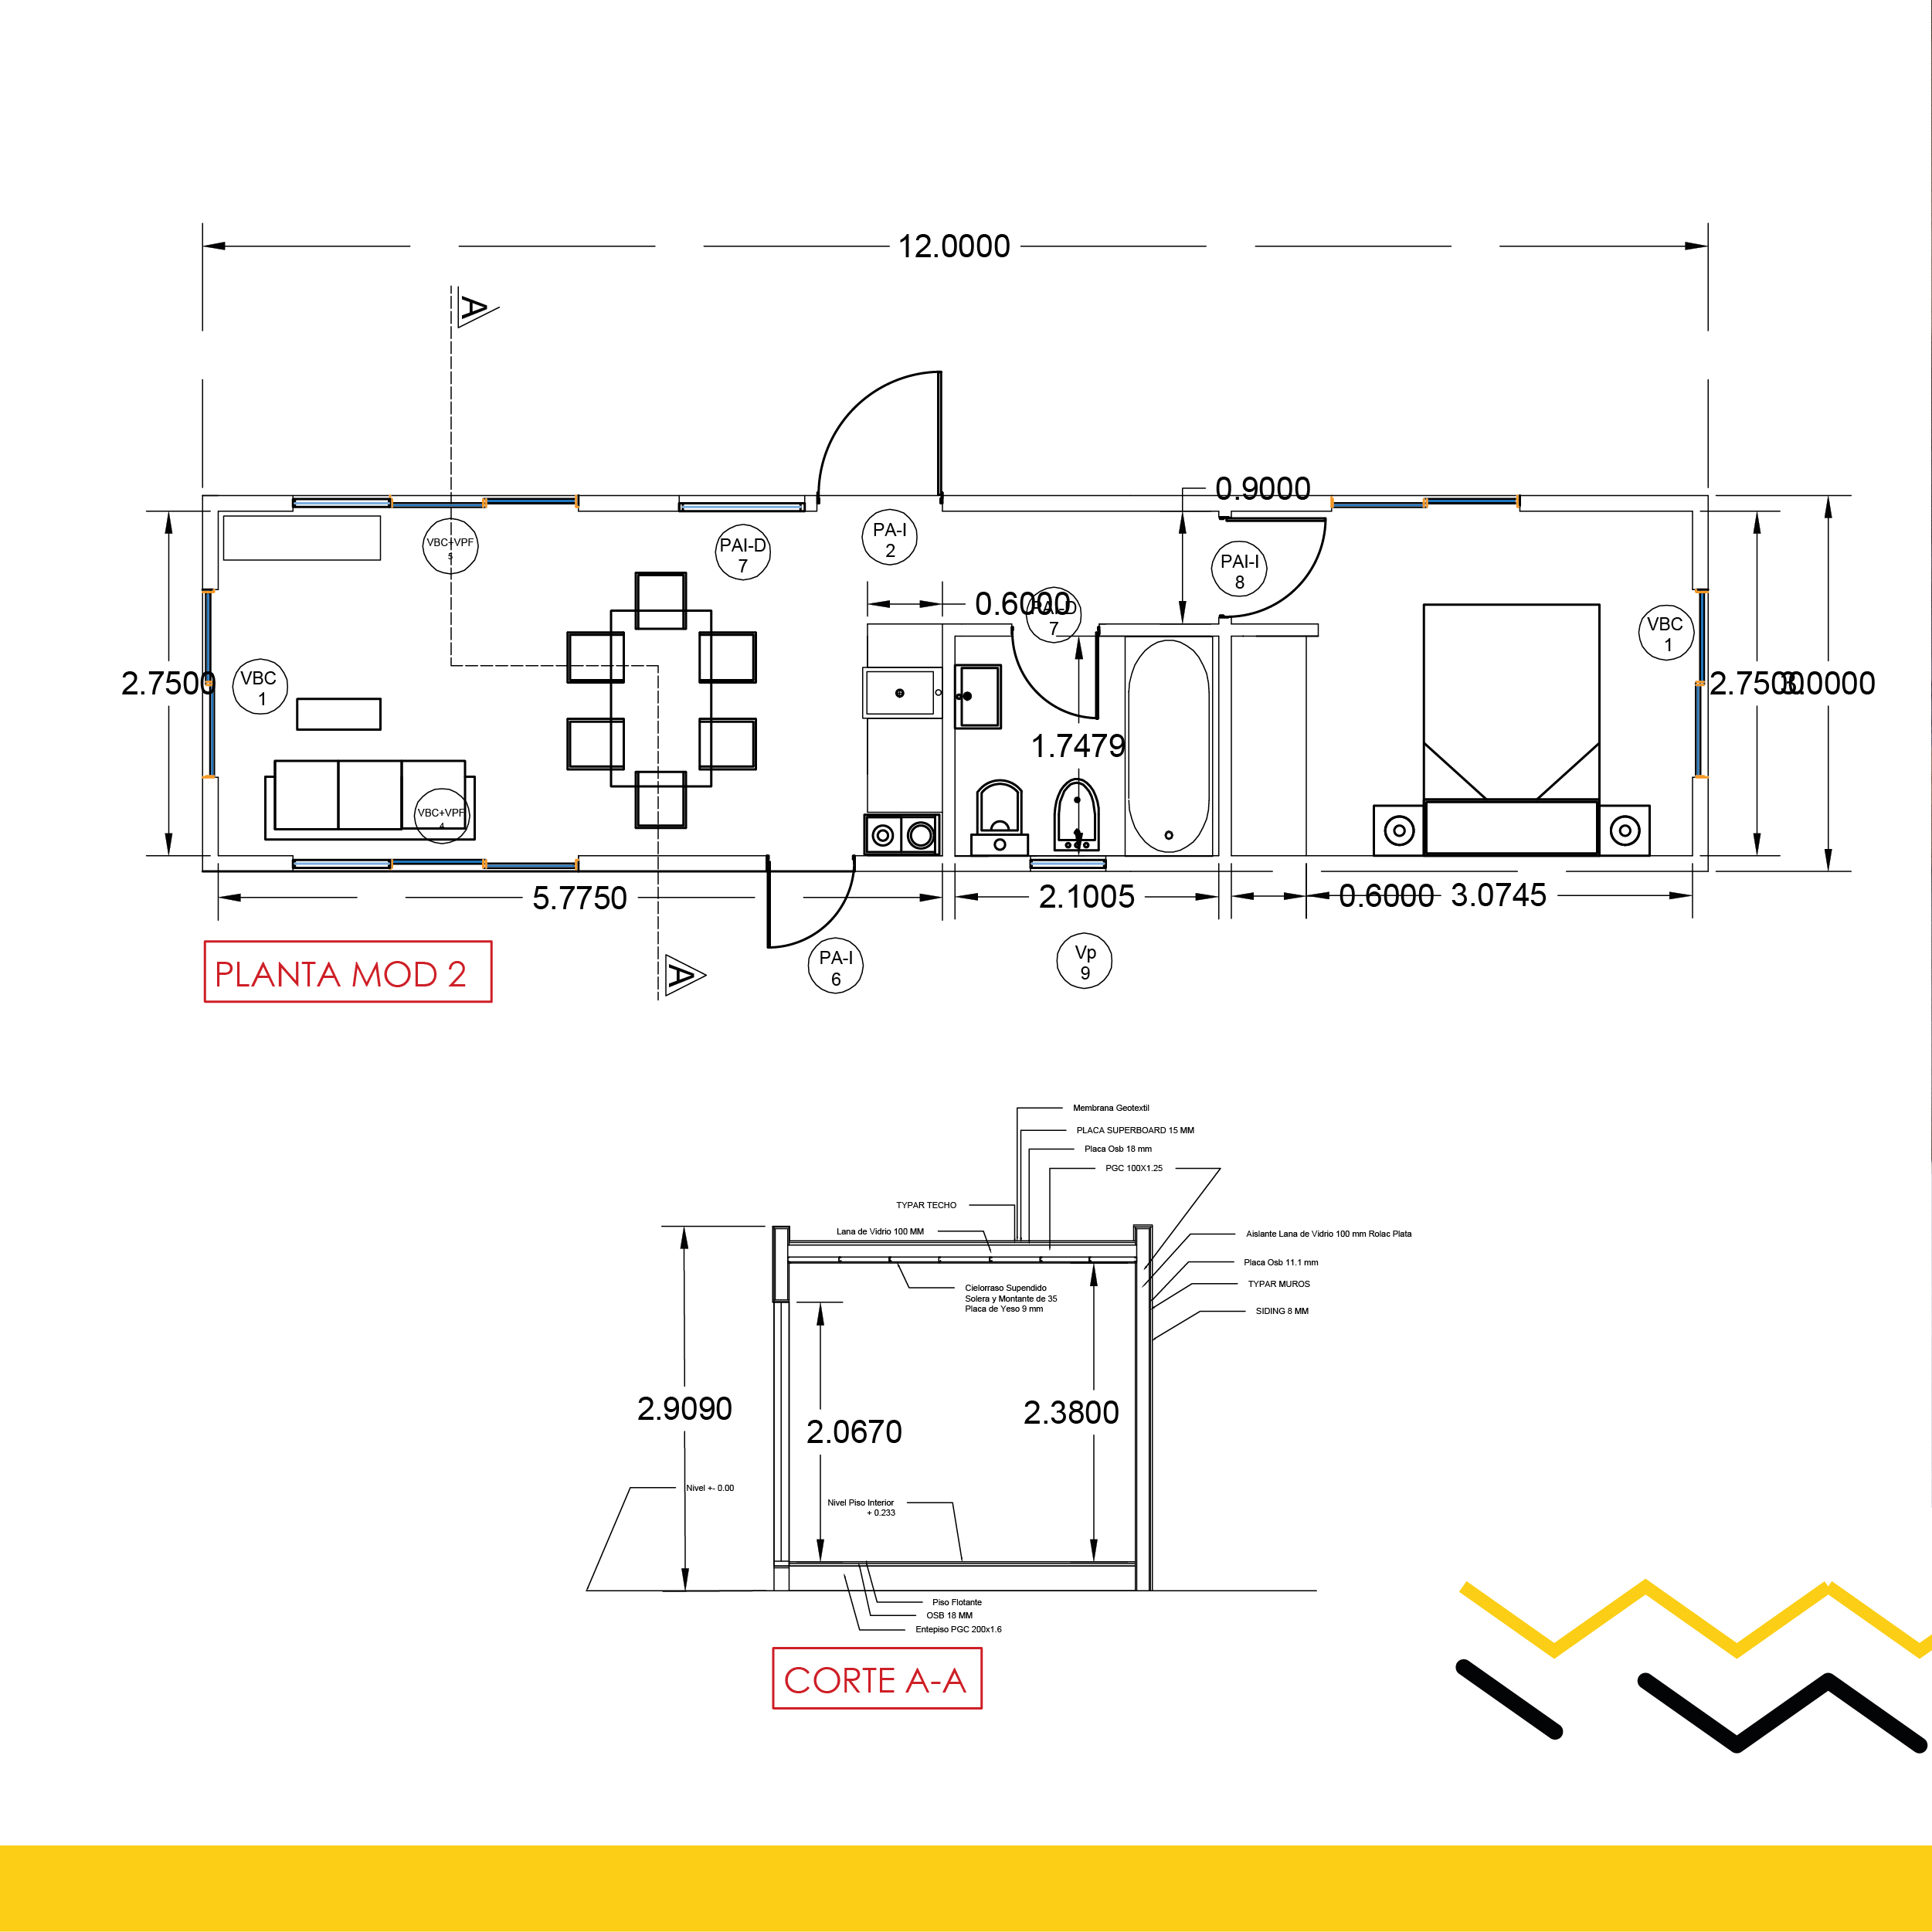 12.0000
A
0.9000
VBC+VPF
5
PAI-D
7
PA-I
2
PAI-I
8
0.6000
PAI-D
7
VBC
1
2.7500
VBC
1
2.7500
3.0000
1.7479
VBC+VPF
4
5.7750
2.1005
0.6000
3.0745
PLANTA MOD 2
A
PA-I
6
Vp
9
Membrana Geotextil
PLACA SUPERBOARD 15 MM
Placa Osb 18 mm
PGC 100X1.25
TYPAR TECHO
Lana de Vidrio 100 MM
Aislante Lana de Vidrio 100 mm Rolac Plata
Placa Osb 11.1 mm
TYPAR MUROS
SIDING 8 MM
Cielorraso Supendido
Solera y Montante de 35
Placa de Yeso 9 mm
2.9090
2.0670
2.3800
Nivel +- 0.00
Nivel Piso Interior
+ 0.233
Piso Flotante
OSB 18 MM
Entepiso PGC 200x1.6
CORTE A-A